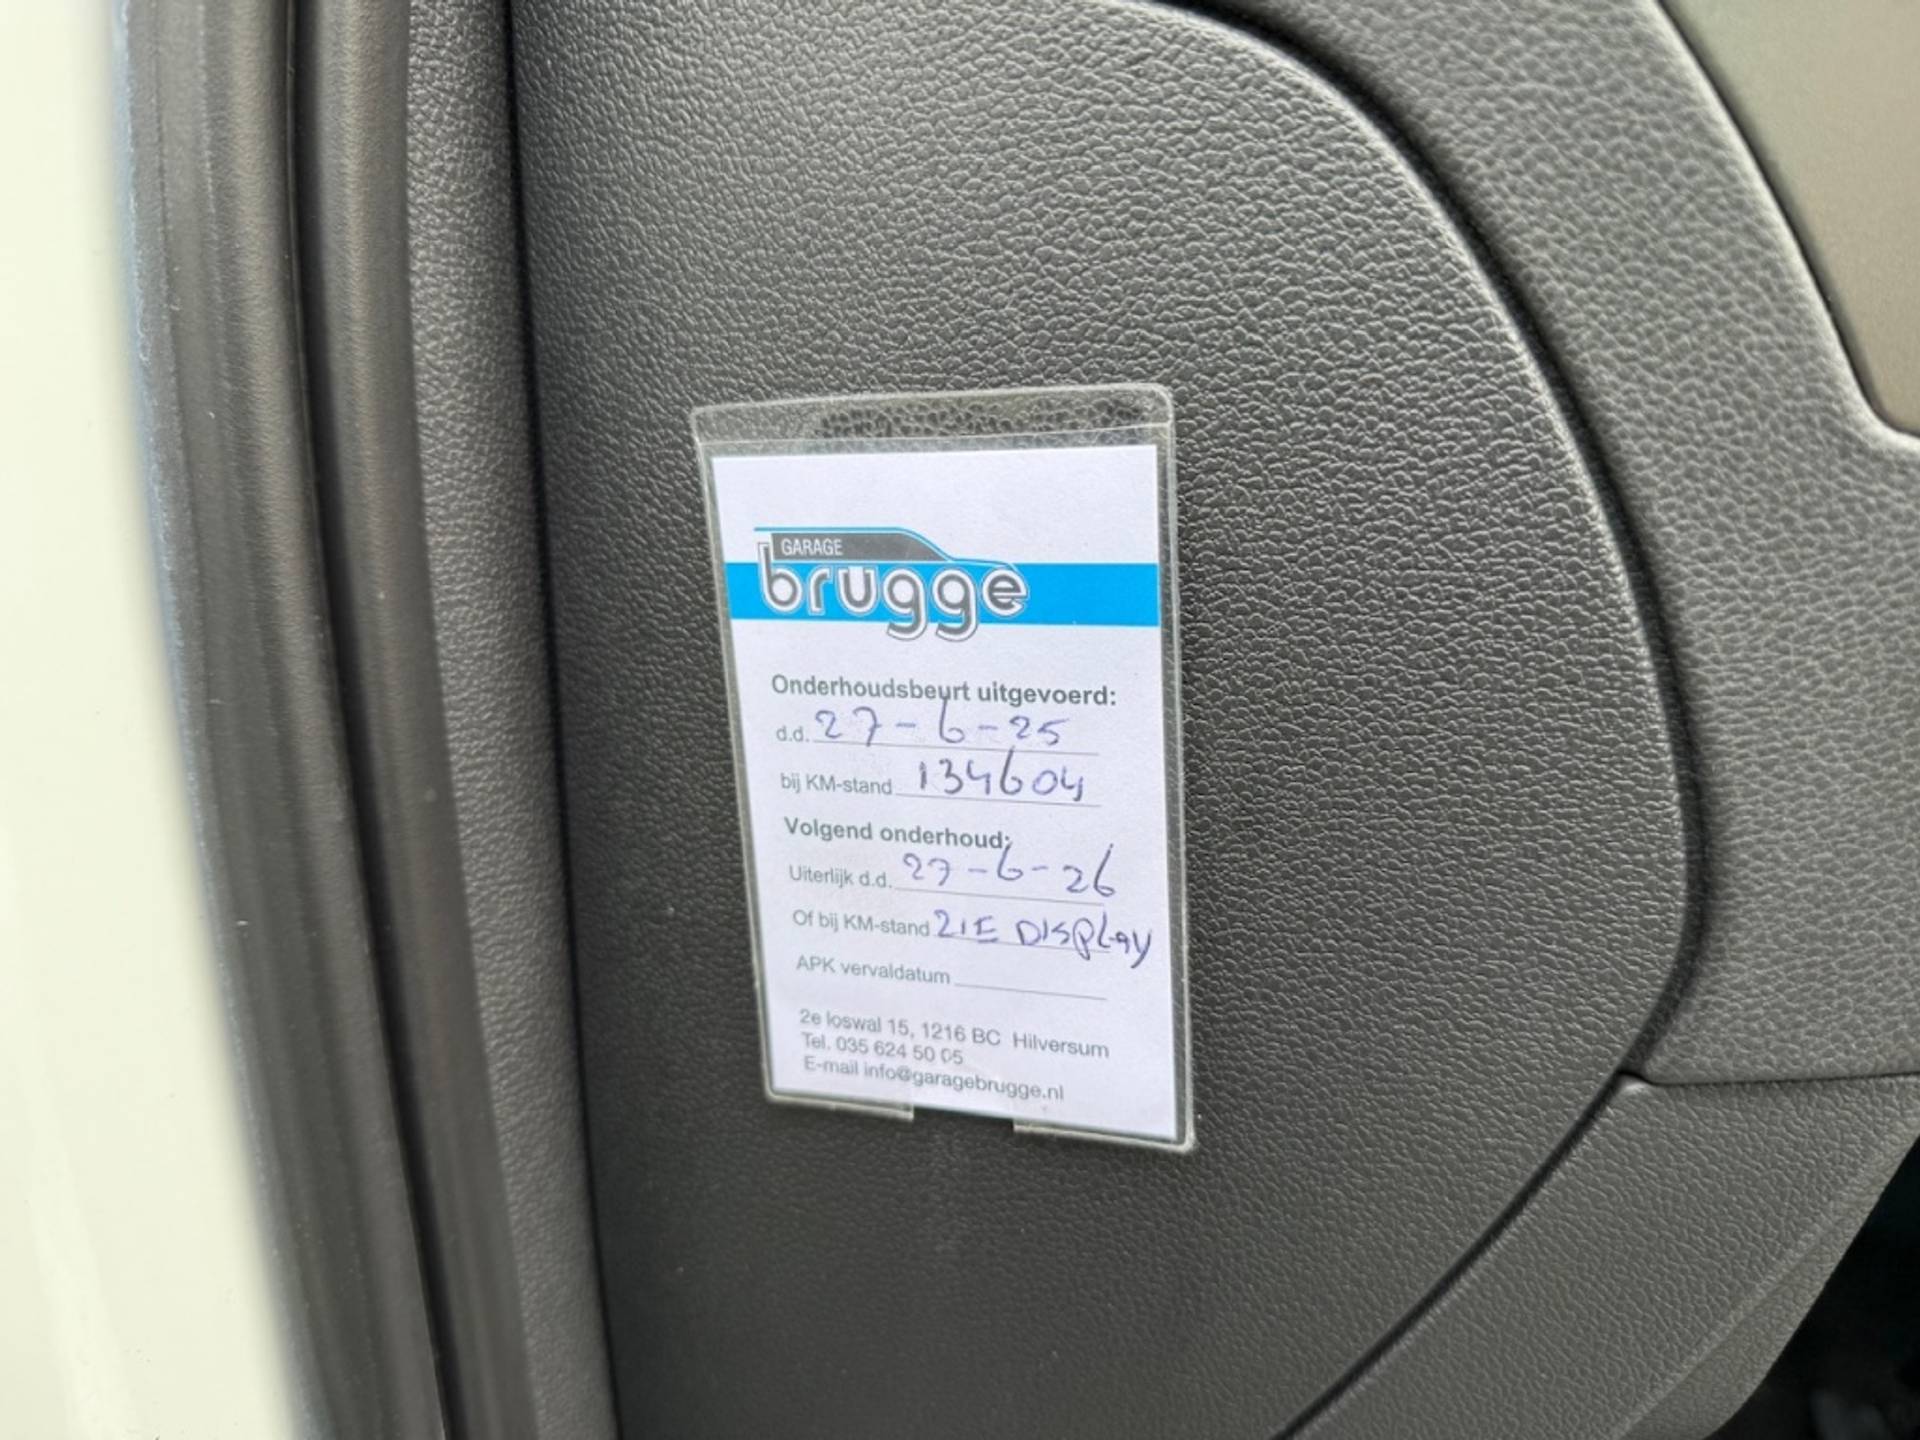 GARAGE
brugge
Onderhoudsbeurt uitgevoerd:
d.d. 27-6-25
bij KM-stand 134604
Volgend onderhoud:
Uiterlijk d.d. 27-6-26
Of bij KM-stand ZIE DISPLAY
APK vervaldatum
2e loswal 15, 1216 BC Hilversum
Tel. 035 624 50 05
E-mail info@garagebrugge.nl